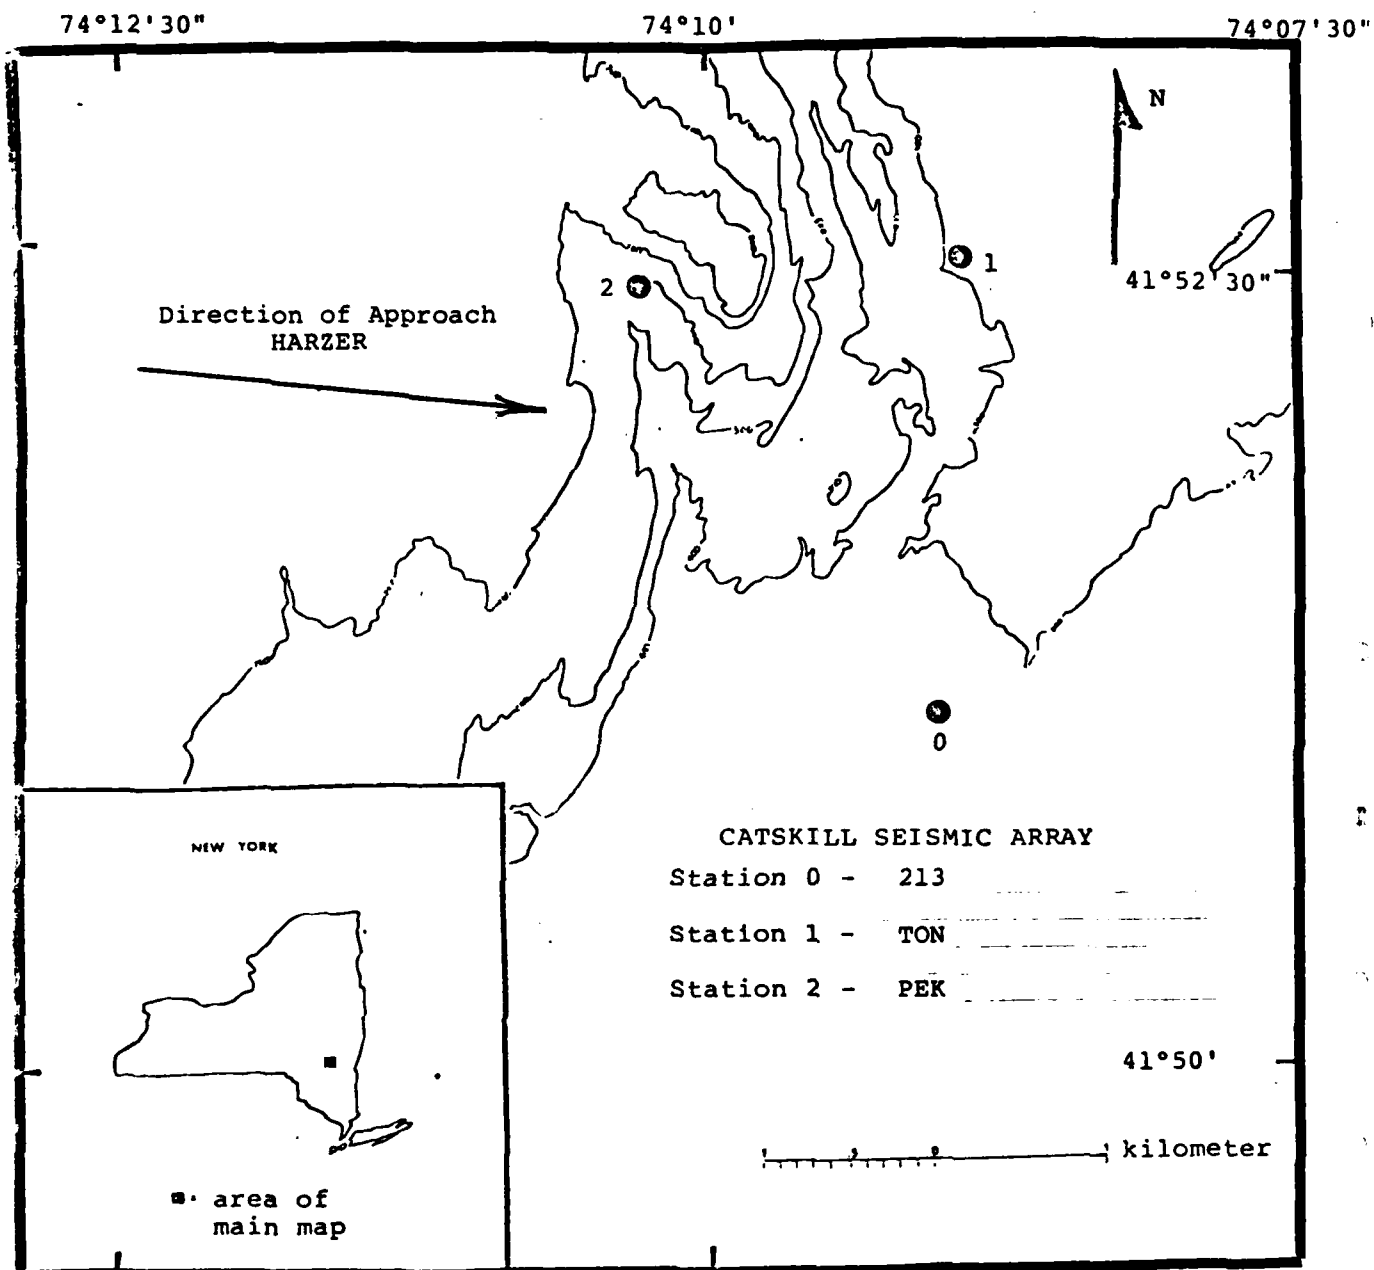 74°12'30"
74°10'
74°07'30"
N
1
41°52'30"
2
Direction of Approach
HARZER
0
CATSKILL SEISMIC ARRAY
Station 0 - 213
Station 1 - TON
Station 2 - PEK
NEW YORK
41°50'
kilometer
area of
main map